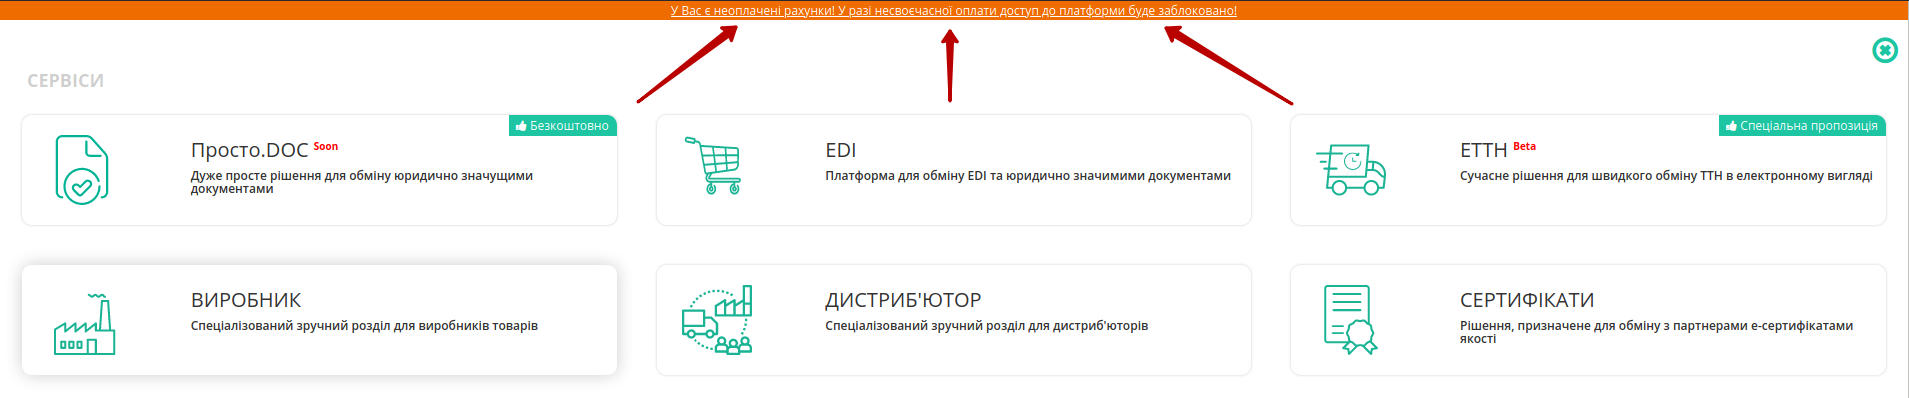 У Вас є неоплачені рахунки! У разі несвоєчасної оплати доступ до платформи буде заблоковано!
СЕРВІСИ
Безкоштовно
Просто.DOC Soon
Дуже просте рішення для обміну юридично значущими
документами
EDI
Платформа для обміну EDI та юридично значимими документами
Спеціальна пропозиція
ЕТТН Beta
Сучасне рішення для швидкого обміну ТТН в електронному вигляді
ВИРОБНИК
Спеціалізований зручний розділ для виробників товарів
ДИСТРИБ'ЮТОР
Спеціалізований зручний розділ для дистриб'юторів
СЕРТИФІКАТИ
Рішення, призначене для обміну з партнерами е-сертифікатами
якості